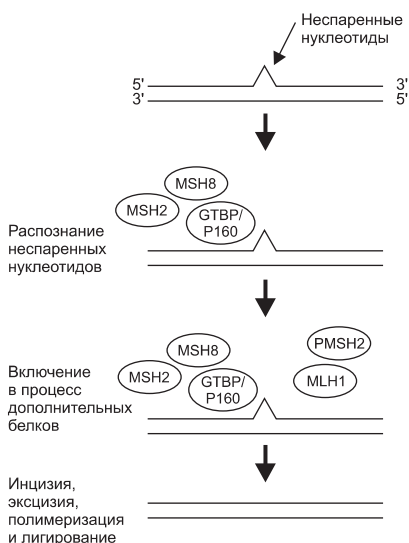 Неспаренные
нуклеотиды
5' 3'
3' 5'
MSH8
MSH2
GTBP/
P160
Распознание
неспаренных
нуклеотидов
MSH8
PMSH2
MSH2
GTBP/
P160
MLH1
Включение
в процесс
дополнительных
белков
Инцизия,
эксцизия,
полимеризация
и лигирование